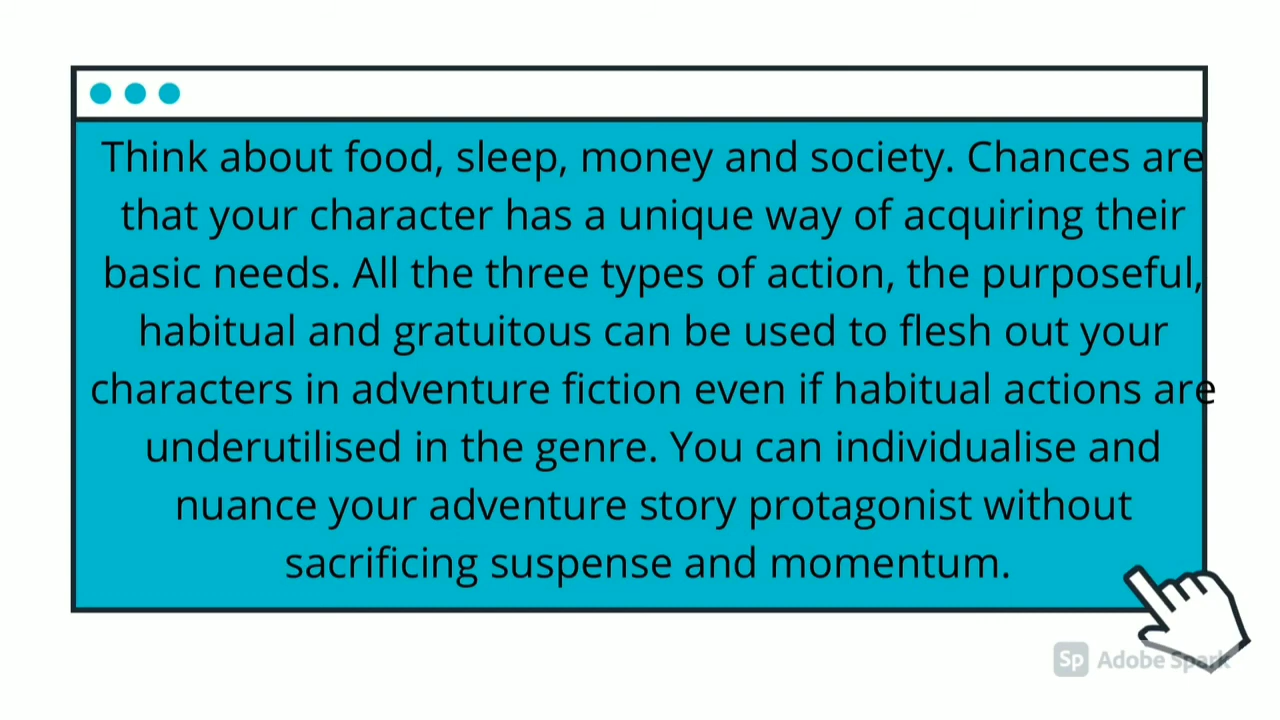 Think about food, sleep, money and society. Chances are
that your character has a unique way of acquiring their
basic needs. All the three types of action, the purposeful,
habitual and gratuitous can be used to flesh out your
characters in adventure fiction even if habitual actions are
underutilised in the genre. You can individualise and
nuance your adventure story protagonist without
sacrificing suspense and momentum.
Sp Adobe Spark